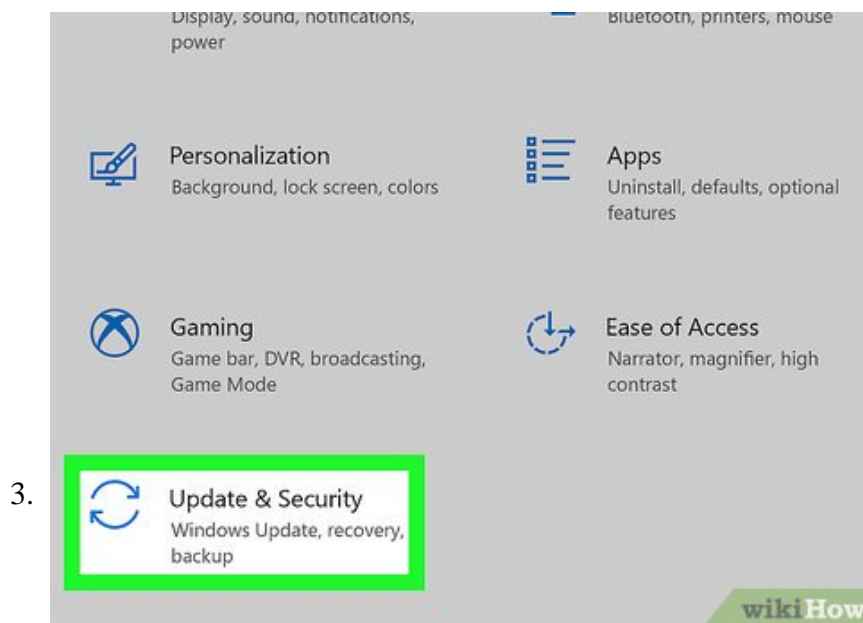 Display, sound, notifications,
power
Bluetooth, printers, mouse
Personalization
Background, lock screen, colors
Apps
Uninstall, defaults, optional
features
Gaming
Game bar, DVR, broadcasting,
Game Mode
Ease of Access
Narrator, magnifier, high
contrast
3.
Update & Security
Windows Update, recovery,
backup
wikiHow